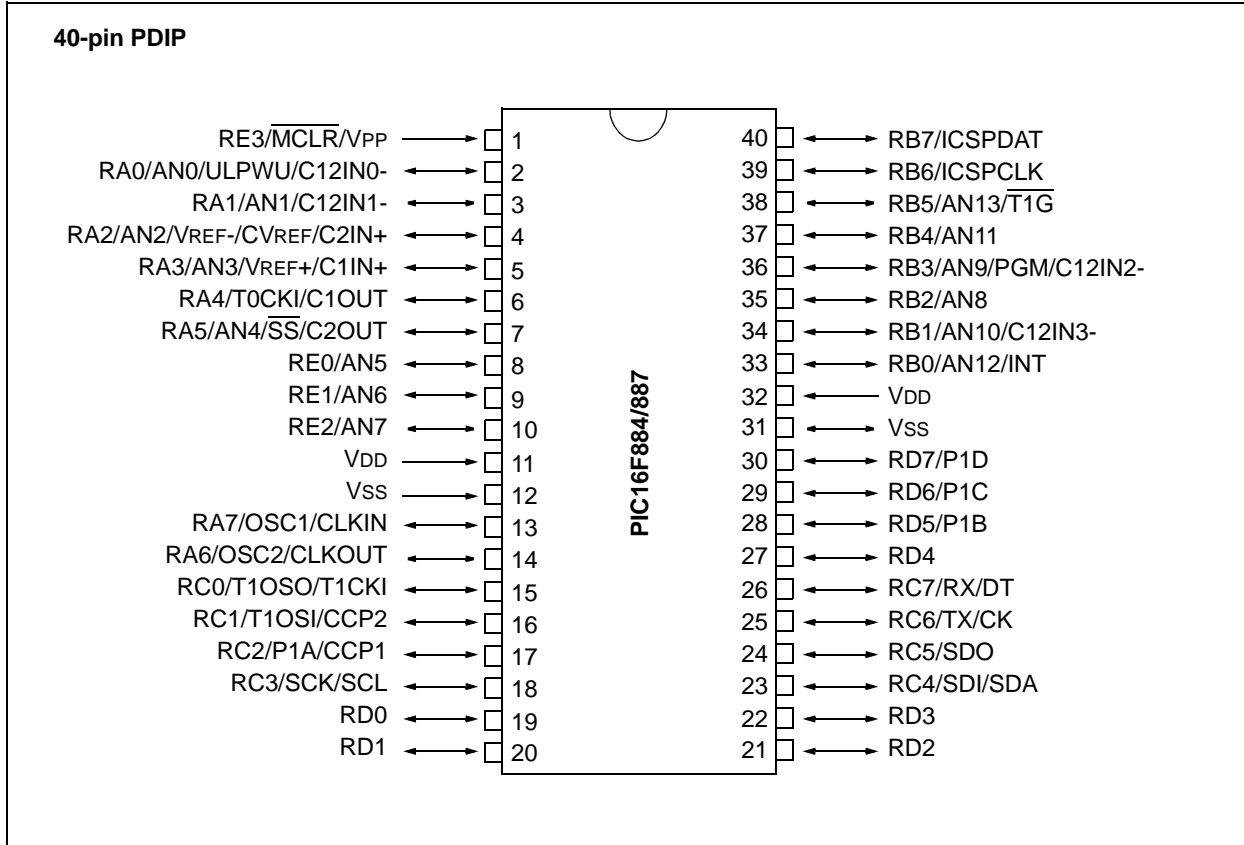 40-pin PDIP
RE3/MCLR/VPP 1
RA0/AN0/ULPWU/C12IN0- 2
RA1/AN1/C12IN1- 3
RA2/AN2/VREF-/CVREF/C2IN+ 4
RA3/AN3/VREF+/C1IN+ 5
RA4/T0CKI/C1OUT 6
RA5/AN4/SS/C2OUT 7
RE0/AN5 8
RE1/AN6 9
RE2/AN7 10
VDD 11
VSS 12
RA7/OSC1/CLKIN 13
RA6/OSC2/CLKOUT 14
RC0/T1OSO/T1CKI 15
RC1/T1OSI/CCP2 16
RC2/P1A/CCP1 17
RC3/SCK/SCL 18
RD0 19
RD1 20
PIC16F884/887
40 RB7/ICSPDAT
39 RB6/ICSPCLK
38 RB5/AN13/T1G
37 RB4/AN11
36 RB3/AN9/PGM/C12IN2-
35 RB2/AN8
34 RB1/AN10/C12IN3-
33 RB0/AN12/INT
32 VDD
31 VSS
30 RD7/P1D
29 RD6/P1C
28 RD5/P1B
27 RD4
26 RC7/RX/DT
25 RC6/TX/CK
24 RC5/SDO
23 RC4/SDI/SDA
22 RD3
21 RD2